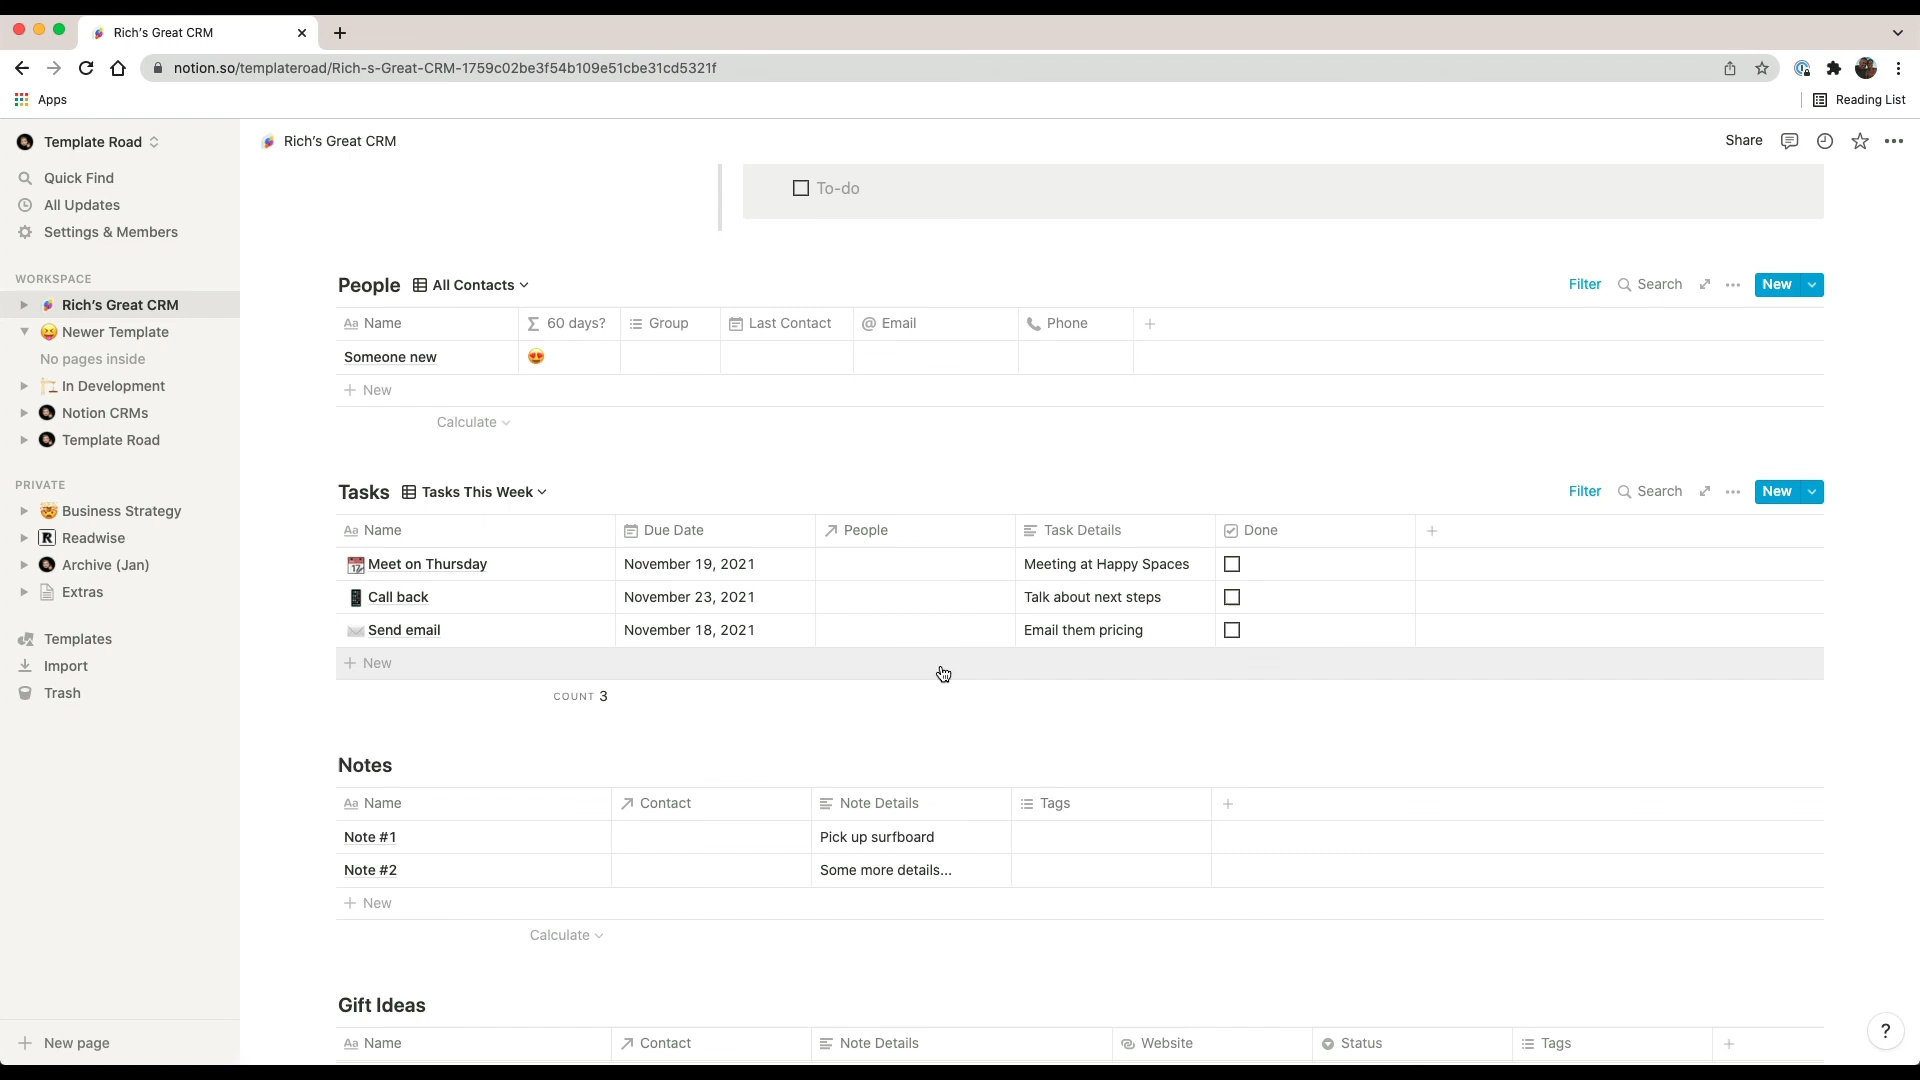 Rich's Great CRM
notion.so/templateroad/Rich-s-Great-CRM-1759c02be3f54b109e51cbe31cd5321f
Apps
Reading List
Template Road
Quick Find
All Updates
Settings & Members
WORKSPACE
Rich's Great CRM
Newer Template
No pages inside
In Development
Notion CRMs
Template Road
PRIVATE
Business Strategy
R Readwise
Archive (Jan)
Extras
Templates
Import
Trash
New page
Rich's Great CRM
Share
To-do
People All Contacts Filter Search New
Aa Name 60 days? Group Last Contact @ Email Phone
Someone new
New
Calculate
Tasks Tasks This Week Filter Search New
Aa Name Due Date People Task Details Done
Meet on Thursday November 19, 2021 Meeting at Happy Spaces
Call back November 23, 2021 Talk about next steps
Send email November 18, 2021 Email them pricing
New
COUNT 3
Notes
Aa Name Contact Note Details Tags
Note #1 Pick up surfboard
Note #2 Some more details...
New
Calculate
Gift Ideas
Aa Name Contact Note Details Website Status Tags
?